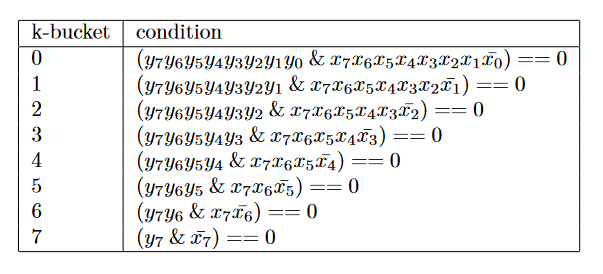 k-bucket condition
0 (y₇y₆y₅y₄y₃y₂y₁y₀ & x₇x₆x₅x₄x₃x₂x₁x̄₀) == 0
1 (y₇y₆y₅y₄y₃y₂y₁ & x₇x₆x₅x₄x₃x₂x̄₁) == 0
2 (y₇y₆y₅y₄y₃y₂ & x₇x₆x₅x₄x₃x̄₂) == 0
3 (y₇y₆y₅y₄y₃ & x₇x₆x₅x₄x̄₃) == 0
4 (y₇y₆y₅y₄ & x₇x₆x₅x̄₄) == 0
5 (y₇y₆y₅ & x₇x₆x̄₅) == 0
6 (y₇y₆ & x₇x̄₆) == 0
7 (y₇ & x̄₇) == 0